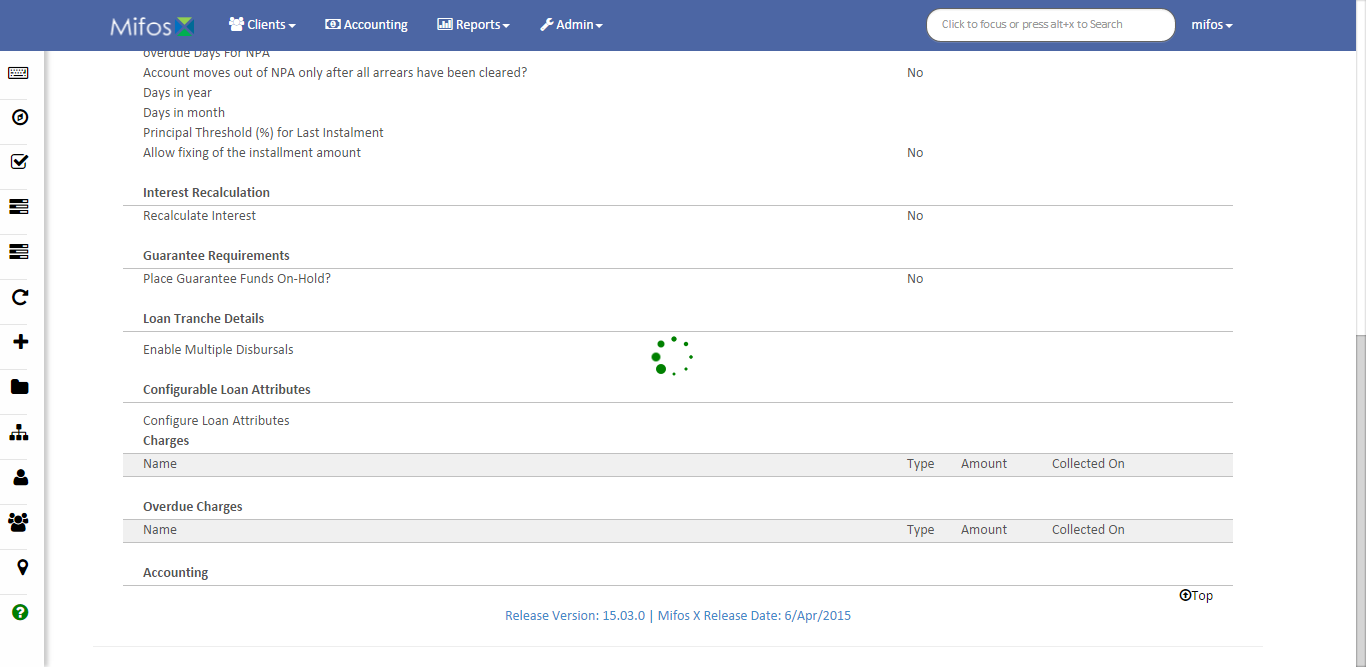 Mifos Clients Accounting Reports Admin Click to focus or press alt+x to Search mifos
overdue Days For NPA
Account moves out of NPA only after all arrears have been cleared? No
Days in year
Days in month
Principal Threshold (%) for Last Instalment
Allow fixing of the installment amount No
Interest Recalculation
Recalculate Interest No
Guarantee Requirements
Place Guarantee Funds On-Hold? No
Loan Tranche Details
Enable Multiple Disbursals
Configurable Loan Attributes
Configure Loan Attributes
Charges
Name Type Amount Collected On
Overdue Charges
Name Type Amount Collected On
Accounting
Top
Release Version: 15.03.0 | Mifos X Release Date: 6/Apr/2015